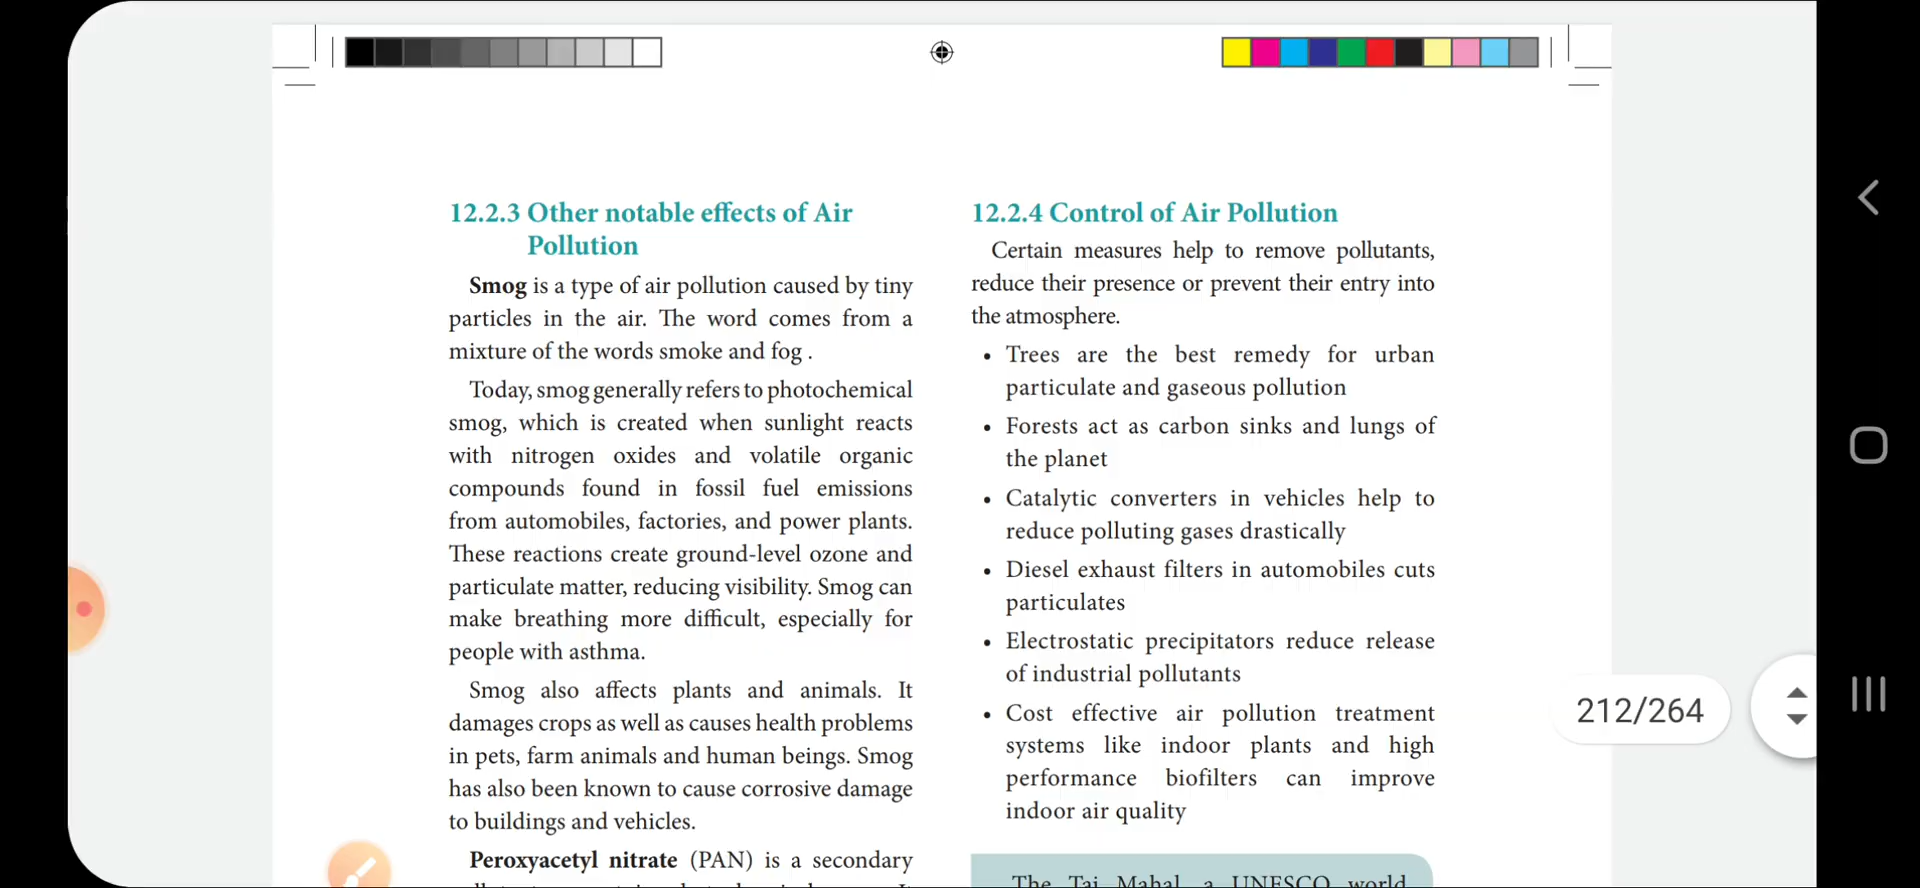 12.2.3 Other notable effects of Air
Pollution
Smog is a type of air pollution caused by tiny
particles in the air. The word comes from a
mixture of the words smoke and fog .
Today, smog generally refers to photochemical
smog, which is created when sunlight reacts
with nitrogen oxides and volatile organic
compounds found in fossil fuel emissions
from automobiles, factories, and power plants.
These reactions create ground-level ozone and
particulate matter, reducing visibility. Smog can
make breathing more difficult, especially for
people with asthma.
Smog also affects plants and animals. It
damages crops as well as causes health problems
in pets, farm animals and human beings. Smog
has also been known to cause corrosive damage
to buildings and vehicles.
Peroxyacetyl nitrate (PAN) is a secondary
12.2.4 Control of Air Pollution
Certain measures help to remove pollutants,
reduce their presence or prevent their entry into
the atmosphere.
• Trees are the best remedy for urban
particulate and gaseous pollution
• Forests act as carbon sinks and lungs of
the planet
• Catalytic converters in vehicles help to
reduce polluting gases drastically
• Diesel exhaust filters in automobiles cuts
particulates
• Electrostatic precipitators reduce release
of industrial pollutants
• Cost effective air pollution treatment
systems like indoor plants and high
performance biofilters can improve
indoor air quality
The Taj Mahal, a UNESCO world
212/264